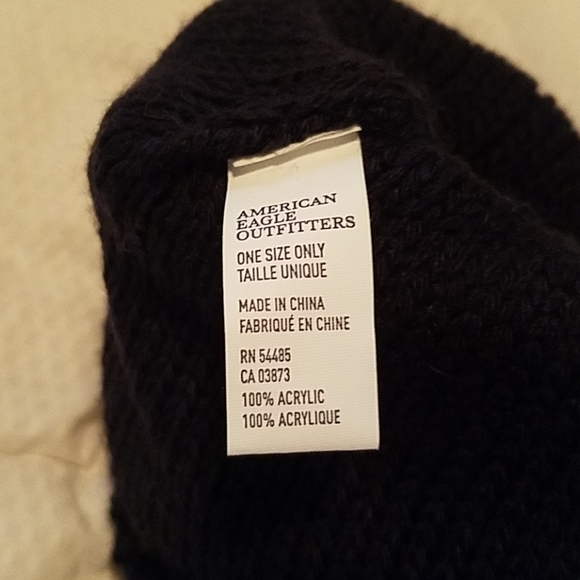 AMERICAN
EAGLE
OUTFITTERS
ONE SIZE ONLY
TAILLE UNIQUE
MADE IN CHINA
FABRIQUÉ EN CHINE
RN 54485
CA 03873
100% ACRYLIC
100% ACRYLIQUE